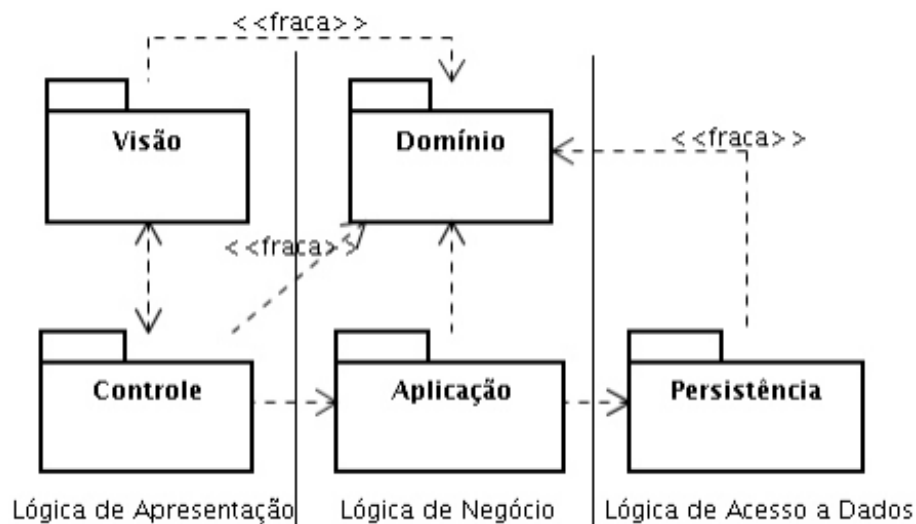 <<fraca>>
Visão
Domínio
<<fraca>>
<<fraca>>
Controle
Aplicação
Persistência
Lógica de Apresentação
Lógica de Negócio
Lógica de Acesso a Dados